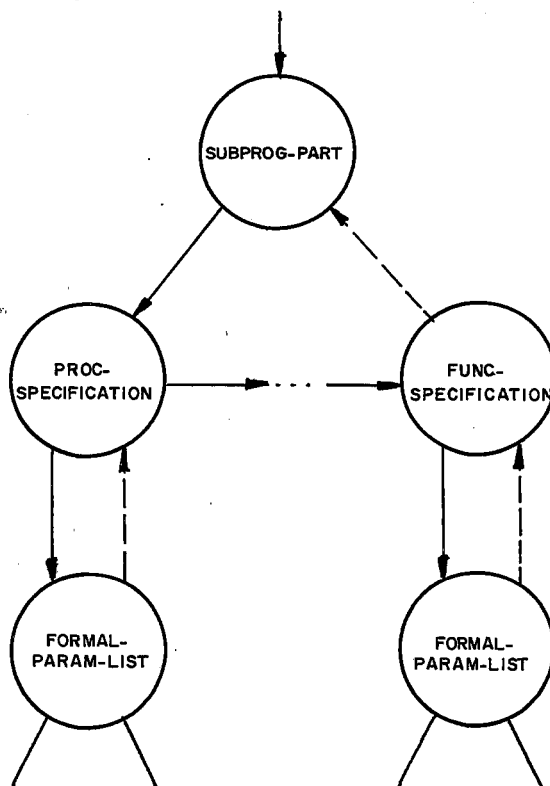 SUBPROG-PART
PROC-
SPECIFICATION
. . .
FUNC-
SPECIFICATION
FORMAL-
PARAM-LIST
FORMAL-
PARAM-LIST